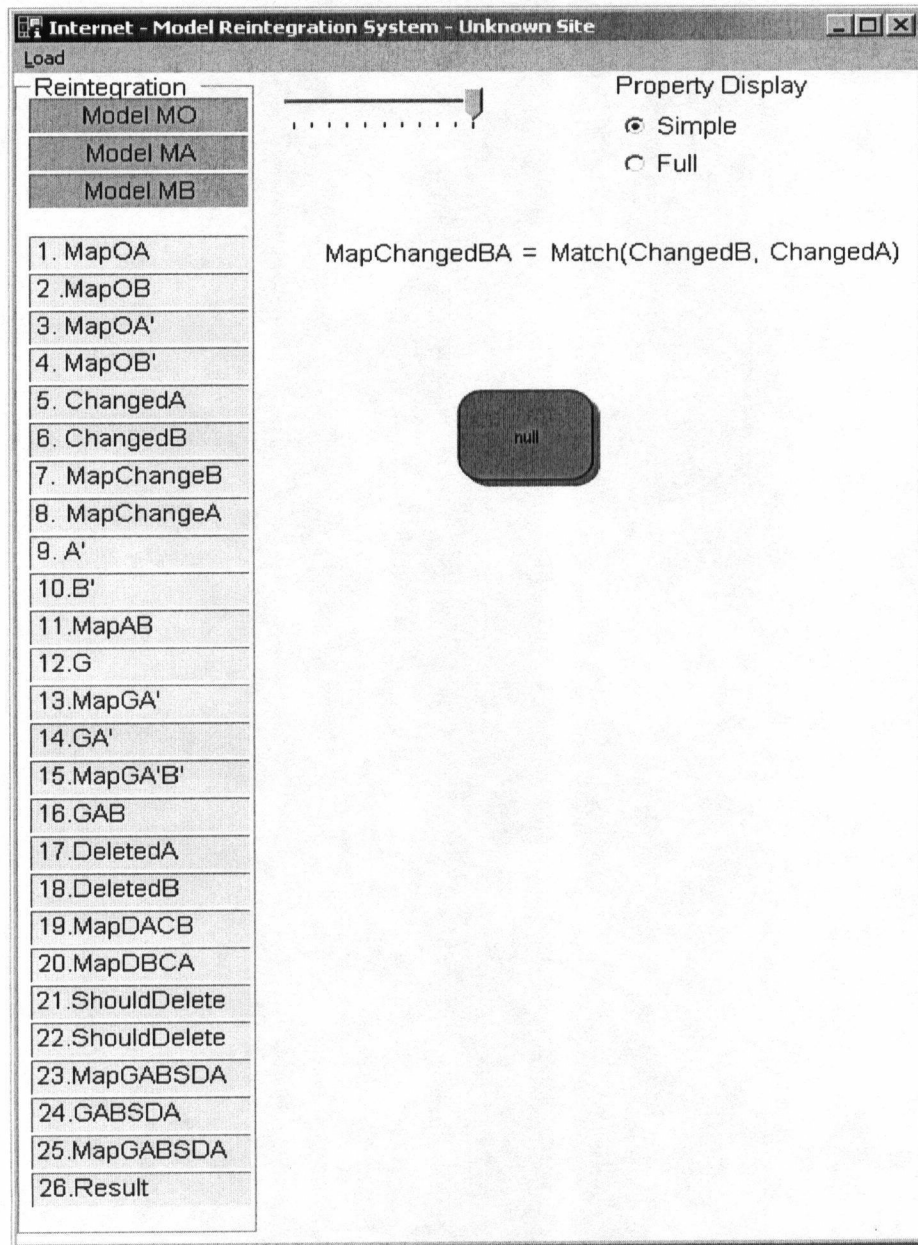 Internet - Model Reintegration System - Unknown Site
Load
Reintegration
Model MO
Model MA
Model MB
1. MapOA
2 .MapOB
3. MapOA'
4. MapOB'
5. ChangedA
6. ChangedB
7. MapChangeB
8. MapChangeA
9. A'
10.B'
11.MapAB
12.G
13.MapGA'
14.GA'
15.MapGA'B'
16.GAB
17.DeletedA
18.DeletedB
19.MapDACB
20.MapDBCA
21.ShouldDelete
22.ShouldDelete
23.MapGABSDA
24.GABSDA
25.MapGABSDA
26.Result
Property Display
Simple
Full
MapChangedBA = Match(ChangedB, ChangedA)
null